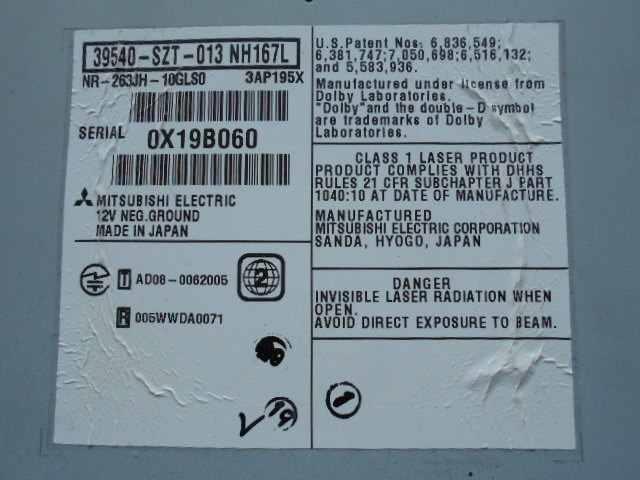 39540-SZT-013 NH167L
NR-263JH-10GLS0 3AP195X
SERIAL 0X19B060
MITSUBISHI ELECTRIC
12V NEG.GROUND
MADE IN JAPAN
T AD08-0062005
2
R 005WWDA0071
U.S.Patent Nos: 6,836,549;
6,381,747;7,050,698;6,516,132;
and 5,583,936.
Manufactured under license from
Dolby Laboratories.
"Dolby"and the double-D symbol
are trademarks of Dolby
Laboratories.
CLASS 1 LASER PRODUCT
PRODUCT COMPLIES WITH DHHS
RULES 21 CFR SUBCHAPTER J PART
1040:10 AT DATE OF MANUFACTURE.
MANUFACTURED
MITSUBISHI ELECTRIC CORPORATION
SANDA, HYOGO, JAPAN
DANGER
INVISIBLE LASER RADIATION WHEN
OPEN.
AVOID DIRECT EXPOSURE TO BEAM.